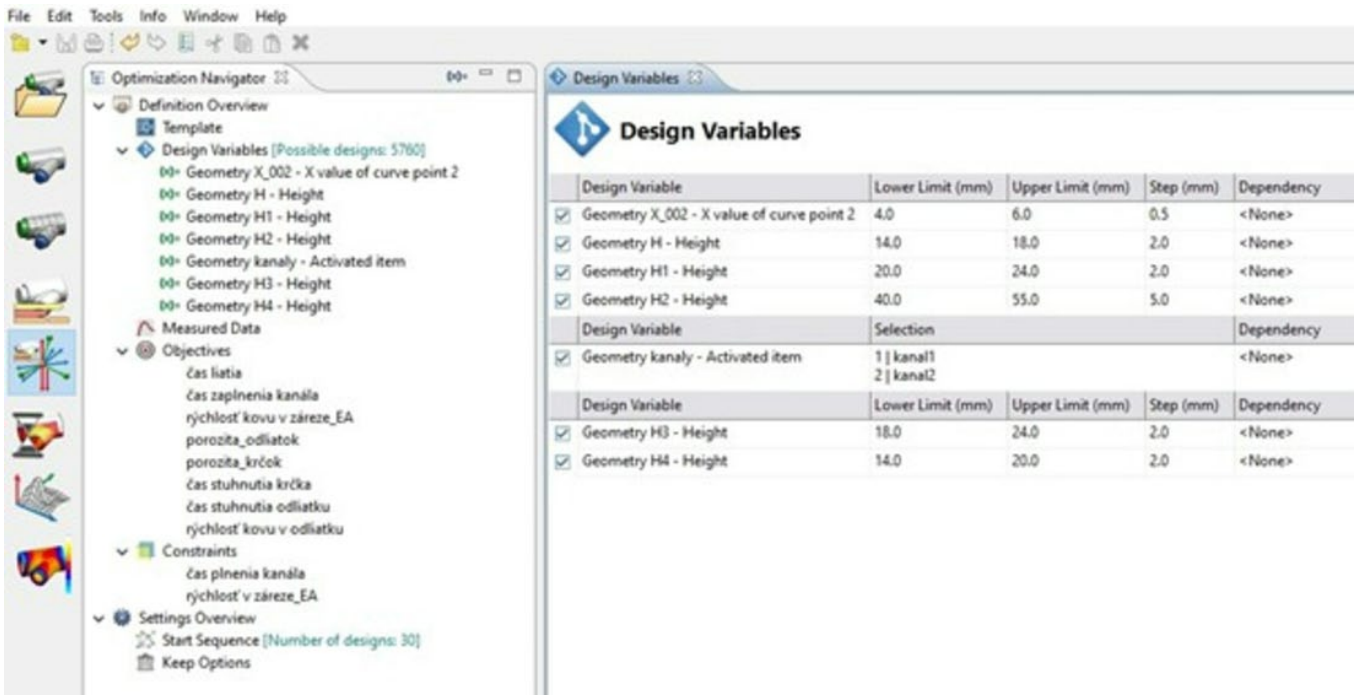 File Edit Tools Info Window Help
Optimization Navigator
Definition Overview
Template
Design Variables [Possible designs: 5760]
Geometry X_002 - X value of curve point 2
Geometry H - Height
Geometry H1 - Height
Geometry H2 - Height
Geometry kanaly - Activated item
Geometry H3 - Height
Geometry H4 - Height
Measured Data
Objectives
čas liatia
čas zaplnenia kanála
rýchlosť kovu v záreze_EA
porozita_odliatok
porozita_krčok
čas stuhnutia krčka
čas stuhnutia odliatku
rýchlosť kovu v odliatku
Constraints
čas plnenia kanála
rýchlosť v záreze_EA
Settings Overview
Start Sequence [Number of designs: 30]
Keep Options
Design Variables
Design Variables
Design Variable Lower Limit (mm) Upper Limit (mm) Step (mm) Dependency
Geometry X_002 - X value of curve point 2 4.0 6.0 0.5 <None>
Geometry H - Height 14.0 18.0 2.0 <None>
Geometry H1 - Height 20.0 24.0 2.0 <None>
Geometry H2 - Height 40.0 55.0 5.0 <None>
Design Variable Selection Dependency
Geometry kanaly - Activated item 1 | kanal1 <None>
2 | kanal2
Design Variable Lower Limit (mm) Upper Limit (mm) Step (mm) Dependency
Geometry H3 - Height 18.0 24.0 2.0 <None>
Geometry H4 - Height 14.0 20.0 2.0 <None>